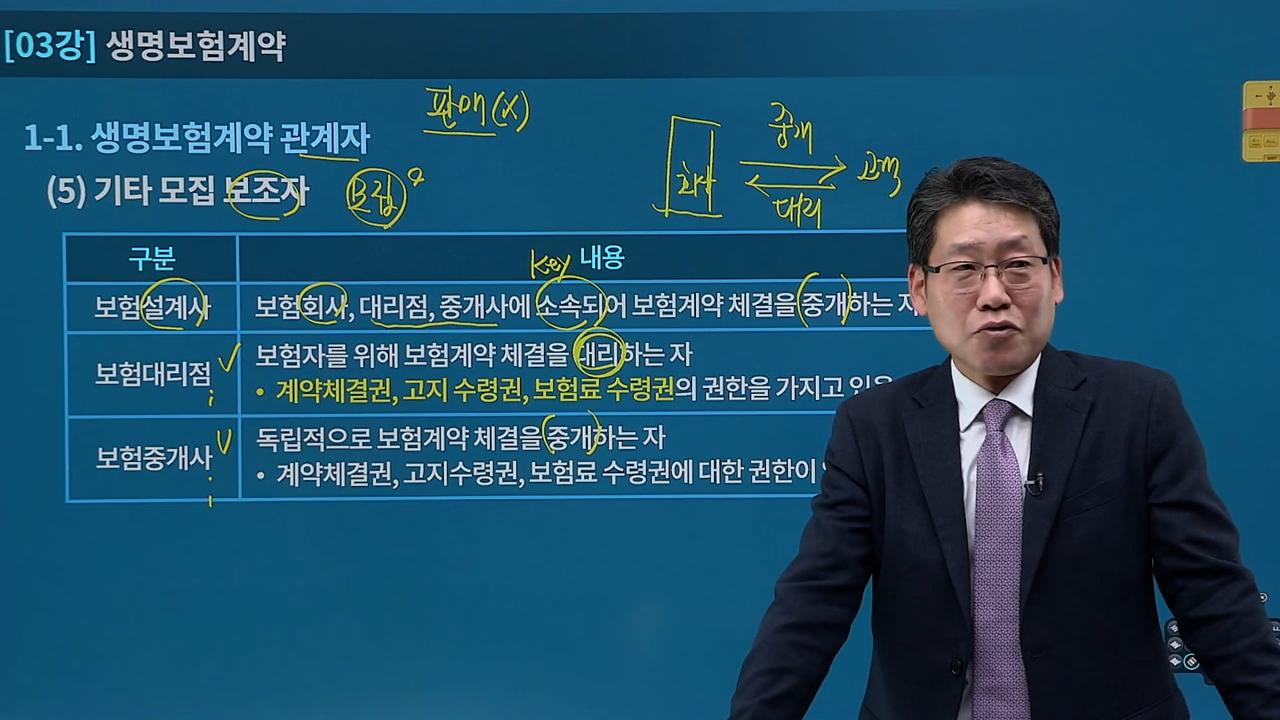 [03강] 생명보험계약
판매(X)
1-1. 생명보험계약 관계자
중개
회사
고객
대리
(5) 기타 모집 보조자
모집
구분
Key 내용
보험설계사
보험회사, 대리점, 중개사에 소속되어 보험계약 체결을 중개하는 자
보험대리점
보험자를 위해 보험계약 체결을 대리하는 자
• 계약체결권, 고지 수령권, 보험료 수령권의 권한을 가지고 있음
보험중개사
독립적으로 보험계약 체결을 중개하는 자
• 계약체결권, 고지수령권, 보험료 수령권에 대한 권한이